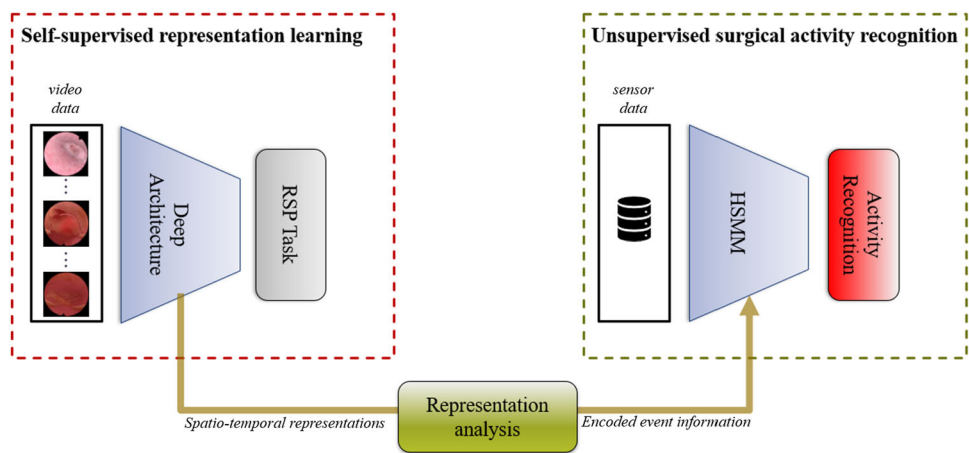 Self-supervised representation learning
video
data
Deep
Architecture
RSP Task
Unsupervised surgical activity recognition
sensor
data
HSMM
Activity
Recognition
Spatio-temporal representations
Representation
analysis
Encoded event information